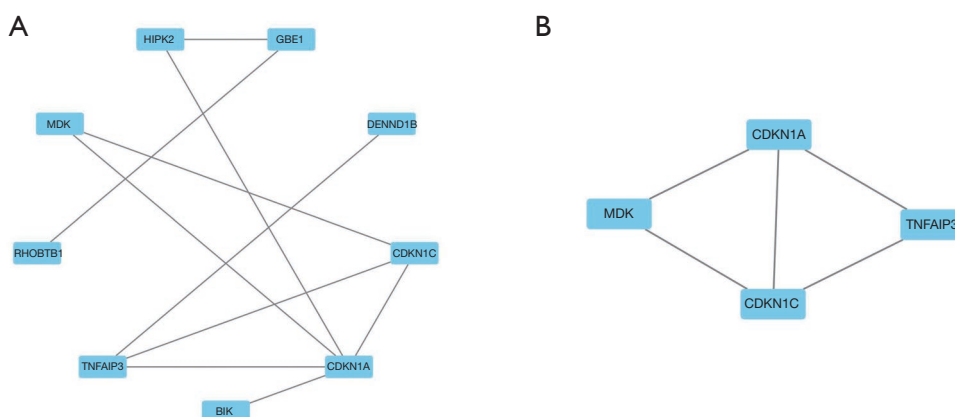 A
HIPK2
GBE1
MDK
DENND1B
RHOBTB1
CDKN1C
TNFAIP3
CDKN1A
BIK
B
CDKN1A
MDK
TNFAIP3
CDKN1C